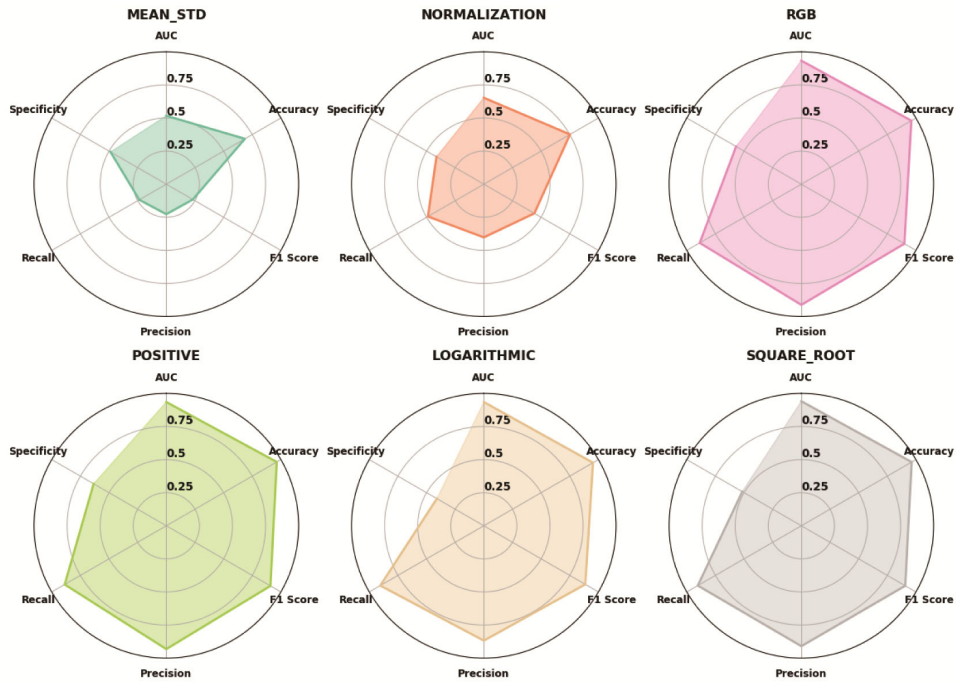 MEAN_STD
AUC
0.75
0.5
0.25
Specificity
Accuracy
Recall
F1 Score
Precision
NORMALIZATION
AUC
0.75
0.5
0.25
Specificity
Accuracy
Recall
F1 Score
Precision
RGB
AUC
0.75
0.5
0.25
Specificity
Accuracy
Recall
F1 Score
Precision
POSITIVE
AUC
0.75
0.5
0.25
Specificity
Accuracy
Recall
F1 Score
Precision
LOGARITHMIC
AUC
0.75
0.5
0.25
Specificity
Accuracy
Recall
F1 Score
Precision
SQUARE_ROOT
AUC
0.75
0.5
0.25
Specificity
Accuracy
Recall
F1 Score
Precision